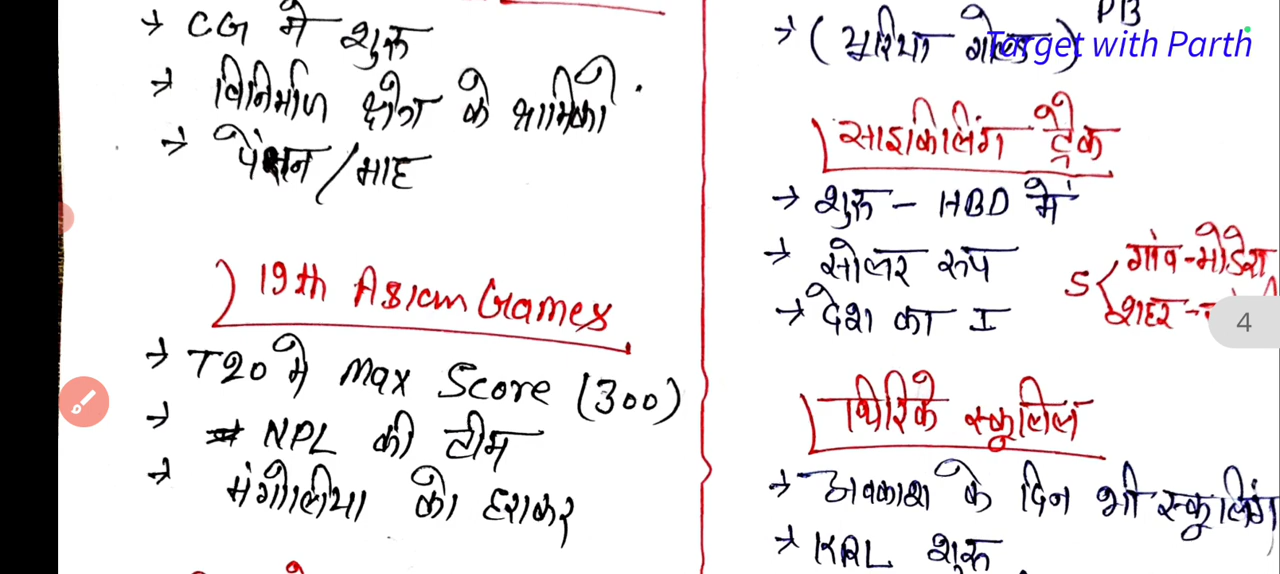 → CG मे शुरू
→ विनिर्माण क्षेत्र के श्रामिकों
→ पेंशन / माह
19th Asian Games
→ T20 मे Max Score (300)
→ NPL की टीम
→ मंगोलीया को हराकर
PB
→ (यूरिया गोल्ड)
Target with Parth
साइकिलिंग ट्रैक
→ शुरू - HBD में
→ सोलर रूप
→ देश का I
S
गांव - मोढेरा
शहर -
4
स्कूलिल
→ अवकाश के दिन भी स्कूलिंग
→ KRL शुरू